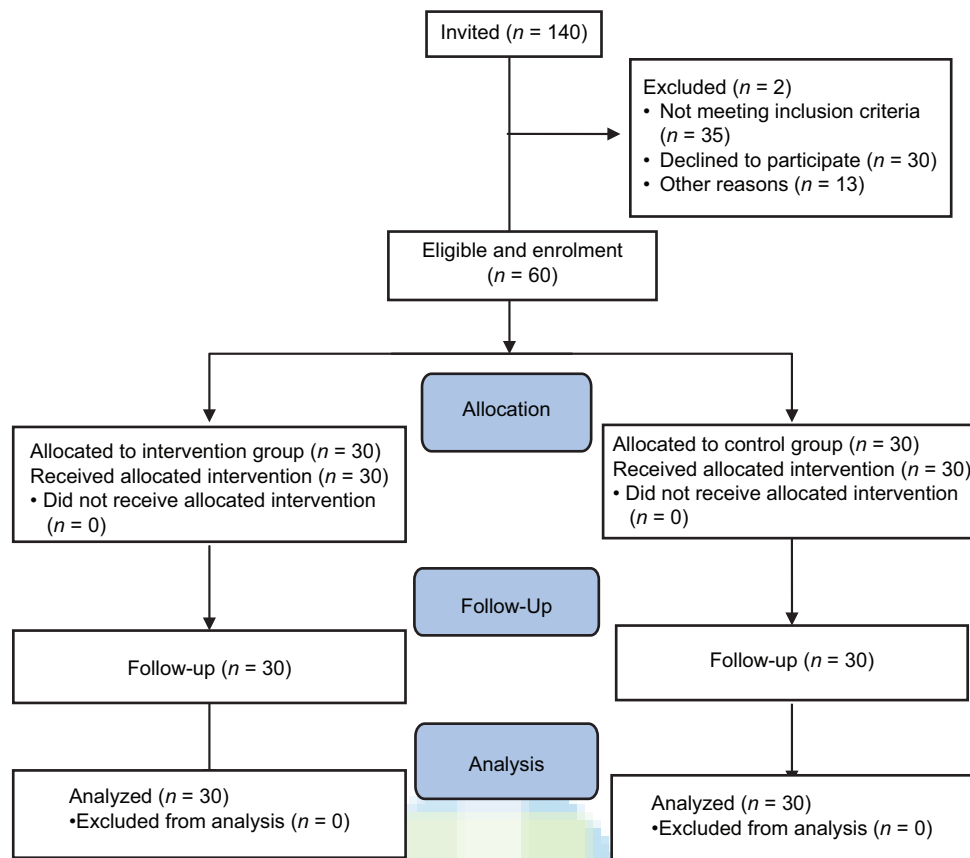 Invited (n = 140)
Excluded (n = 2)
• Not meeting inclusion criteria
(n = 35)
• Declined to participate (n = 30)
• Other reasons (n = 13)
Eligible and enrolment
(n = 60)
Allocation
Allocated to intervention group (n = 30)
Received allocated intervention (n = 30)
• Did not receive allocated intervention
(n = 0)
Allocated to control group (n = 30)
Received allocated intervention (n = 30)
• Did not receive allocated intervention
(n = 0)
Follow-Up
Follow-up (n = 30)
Follow-up (n = 30)
Analysis
Analyzed (n = 30)
•Excluded from analysis (n = 0)
Analyzed (n = 30)
•Excluded from analysis (n = 0)